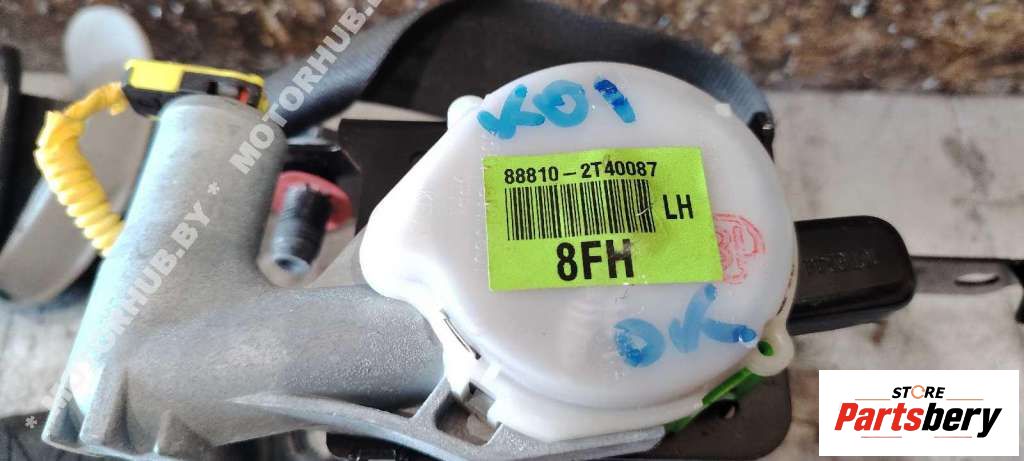 * MOTORHUB.BY * MOTORHUB.BY
KO1
88810-2T40087
LH
8FH
OK
STORE
Partsbery